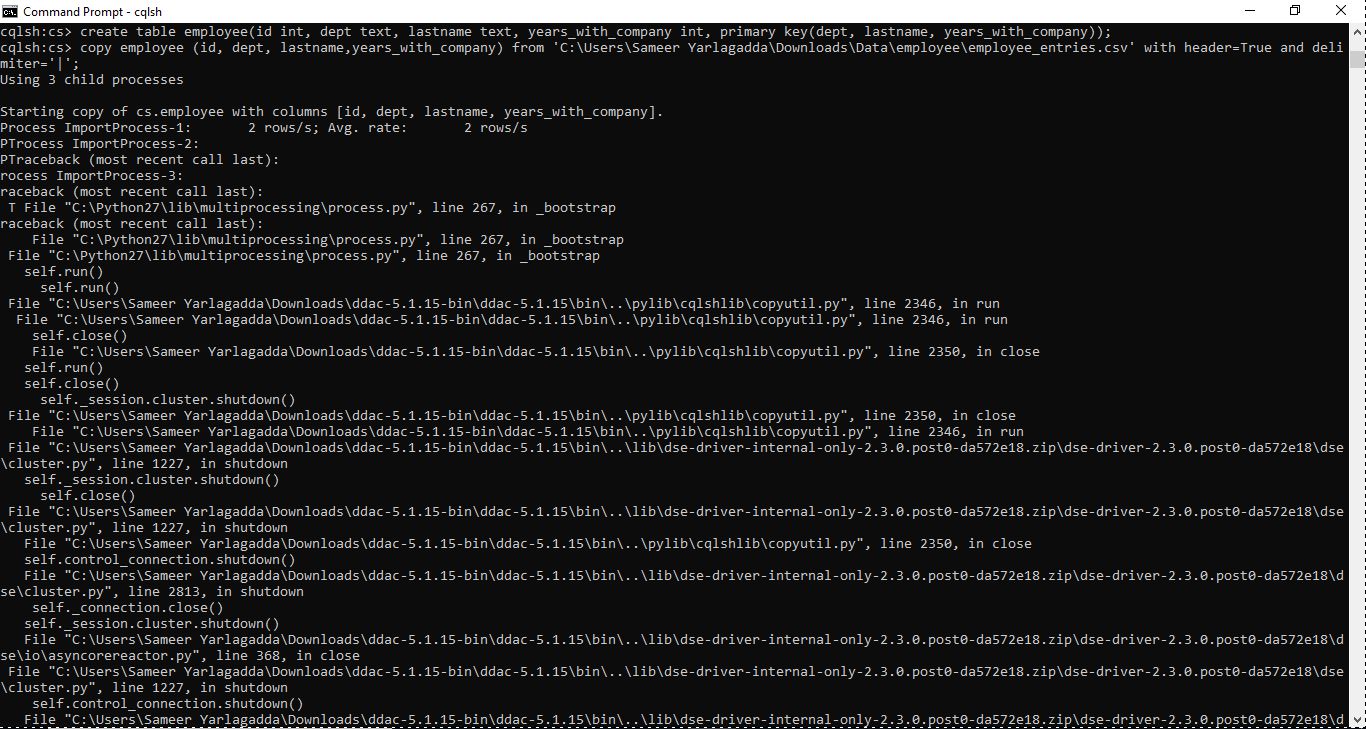 Command Prompt - cqlsh
cqlsh:cs> create table employee(id int, dept text, lastname text, years_with_company int, primary key(dept, lastname, years_with_company));
cqlsh:cs> copy employee (id, dept, lastname,years_with_company) from 'C:\Users\Sameer Yarlagadda\Downloads\Data\employee\employee_entries.csv' with header=True and deli
miter='|';
Using 3 child processes
Starting copy of cs.employee with columns [id, dept, lastname, years_with_company].
Process ImportProcess-1:       2 rows/s; Avg. rate:       2 rows/s
PTrocess ImportProcess-2:
PTraceback (most recent call last):
rocess ImportProcess-3:
raceback (most recent call last):
 T File "C:\Python27\lib\multiprocessing\process.py", line 267, in _bootstrap
raceback (most recent call last):
    File "C:\Python27\lib\multiprocessing\process.py", line 267, in _bootstrap
 File "C:\Python27\lib\multiprocessing\process.py", line 267, in _bootstrap
   self.run()
     self.run()
 File "C:\Users\Sameer Yarlagadda\Downloads\ddac-5.1.15-bin\ddac-5.1.15\bin\..\pylib\cqlshlib\copyutil.py", line 2346, in run
  File "C:\Users\Sameer Yarlagadda\Downloads\ddac-5.1.15-bin\ddac-5.1.15\bin\..\pylib\cqlshlib\copyutil.py", line 2346, in run
    self.close()
    File "C:\Users\Sameer Yarlagadda\Downloads\ddac-5.1.15-bin\ddac-5.1.15\bin\..\pylib\cqlshlib\copyutil.py", line 2350, in close
   self.run()
   self.close()
     self._session.cluster.shutdown()
 File "C:\Users\Sameer Yarlagadda\Downloads\ddac-5.1.15-bin\ddac-5.1.15\bin\..\pylib\cqlshlib\copyutil.py", line 2350, in close
    File "C:\Users\Sameer Yarlagadda\Downloads\ddac-5.1.15-bin\ddac-5.1.15\bin\..\pylib\cqlshlib\copyutil.py", line 2346, in run
 File "C:\Users\Sameer Yarlagadda\Downloads\ddac-5.1.15-bin\ddac-5.1.15\bin\..\lib\dse-driver-internal-only-2.3.0.post0-da572e18.zip\dse-driver-2.3.0.post0-da572e18\dse
\cluster.py", line 1227, in shutdown
   self._session.cluster.shutdown()
     self.close()
 File "C:\Users\Sameer Yarlagadda\Downloads\ddac-5.1.15-bin\ddac-5.1.15\bin\..\lib\dse-driver-internal-only-2.3.0.post0-da572e18.zip\dse-driver-2.3.0.post0-da572e18\dse
\cluster.py", line 1227, in shutdown
   File "C:\Users\Sameer Yarlagadda\Downloads\ddac-5.1.15-bin\ddac-5.1.15\bin\..\pylib\cqlshlib\copyutil.py", line 2350, in close
   self.control_connection.shutdown()
   File "C:\Users\Sameer Yarlagadda\Downloads\ddac-5.1.15-bin\ddac-5.1.15\bin\..\lib\dse-driver-internal-only-2.3.0.post0-da572e18.zip\dse-driver-2.3.0.post0-da572e18\d
se\cluster.py", line 2813, in shutdown
    self._connection.close()
   self._session.cluster.shutdown()
   File "C:\Users\Sameer Yarlagadda\Downloads\ddac-5.1.15-bin\ddac-5.1.15\bin\..\lib\dse-driver-internal-only-2.3.0.post0-da572e18.zip\dse-driver-2.3.0.post0-da572e18\d
se\io\asyncorereactor.py", line 368, in close
 File "C:\Users\Sameer Yarlagadda\Downloads\ddac-5.1.15-bin\ddac-5.1.15\bin\..\lib\dse-driver-internal-only-2.3.0.post0-da572e18.zip\dse-driver-2.3.0.post0-da572e18\dse
\cluster.py", line 1227, in shutdown
    self.control_connection.shutdown()
   File "C:\Users\Sameer Yarlagadda\Downloads\ddac-5.1.15-bin\ddac-5.1.15\bin\..\lib\dse-driver-internal-only-2.3.0.post0-da572e18.zip\dse-driver-2.3.0.post0-da572e18\d